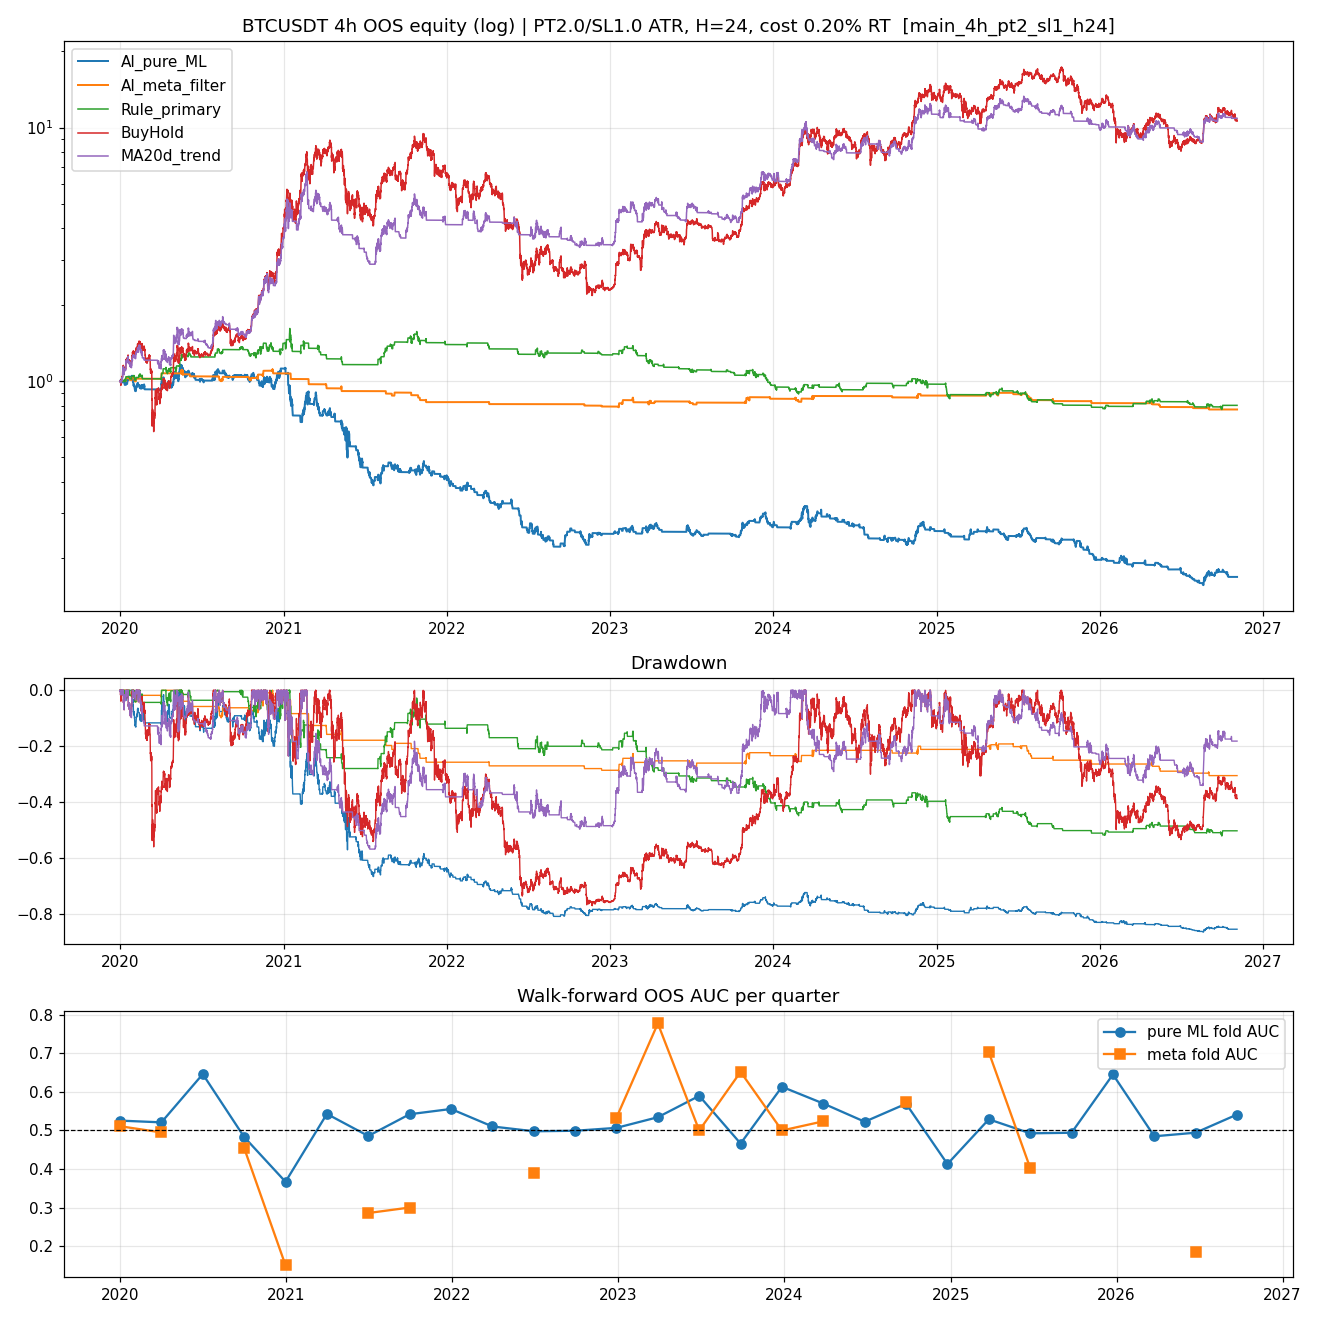 BTCUSDT 4h OOS equity (log) | PT2.0/SL1.0 ATR, H=24, cost 0.20% RT  [main_4h_pt2_sl1_h24]
AI_pure_ML
AI_meta_filter
Rule_primary
BuyHold
MA20d_trend
10¹
10⁰
2020 2021 2022 2023 2024 2025 2026 2027
Drawdown
0.0
−0.2
−0.4
−0.6
−0.8
2020 2021 2022 2023 2024 2025 2026 2027
Walk-forward OOS AUC per quarter
pure ML fold AUC
meta fold AUC
0.8
0.7
0.6
0.5
0.4
0.3
0.2
2020 2021 2022 2023 2024 2025 2026 2027